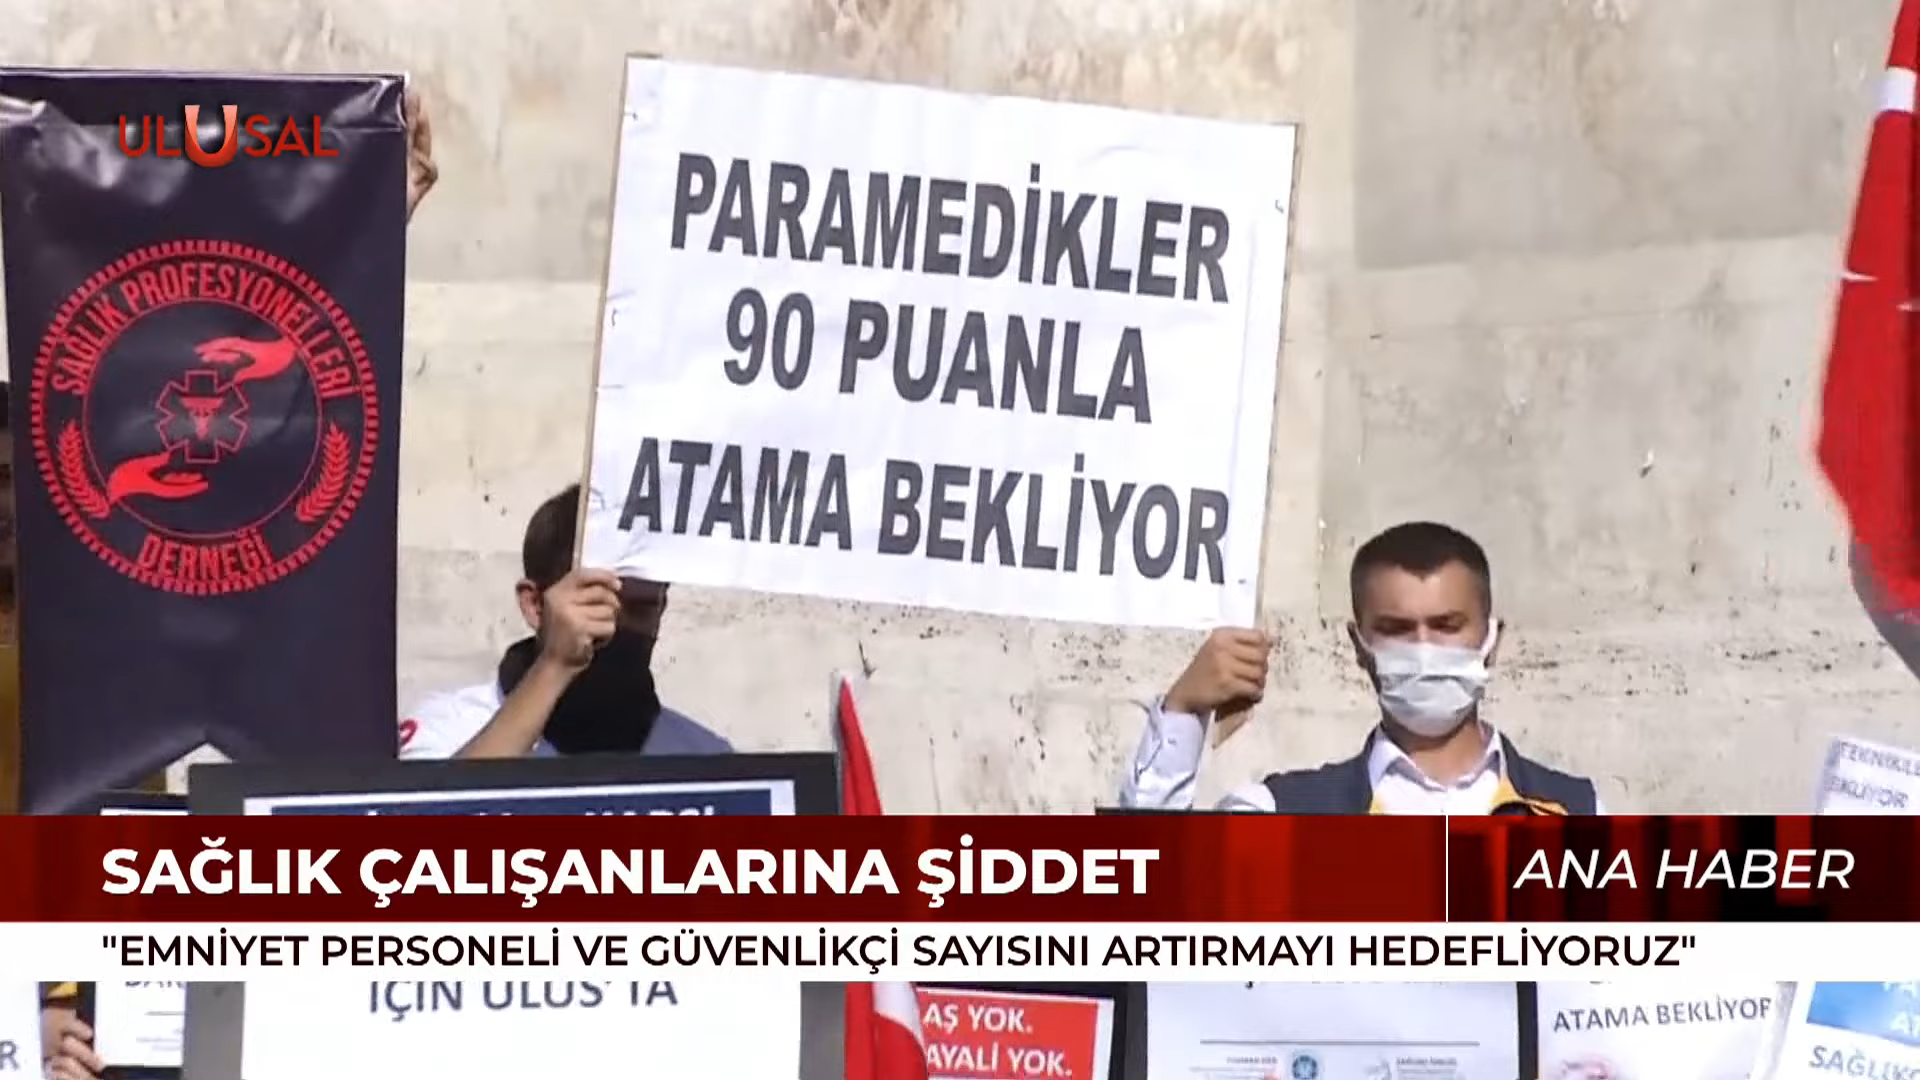 ULUSAL
SAĞLIK PROFESYONELLERİ
DERNEĞİ
PARAMEDİKLER
90 PUANLA
ATAMA BEKLİYOR
SAĞLIK ÇALIŞANLARINA ŞİDDET
ANA HABER
"EMNİYET PERSONELİ VE GÜVENLİKÇİ SAYISINI ARTIRMAYI HEDEFLİYORUZ"
İÇİN ULUS'TA
AŞ YOK.
AYALİ YOK.
ATAMA BEKLİYOR